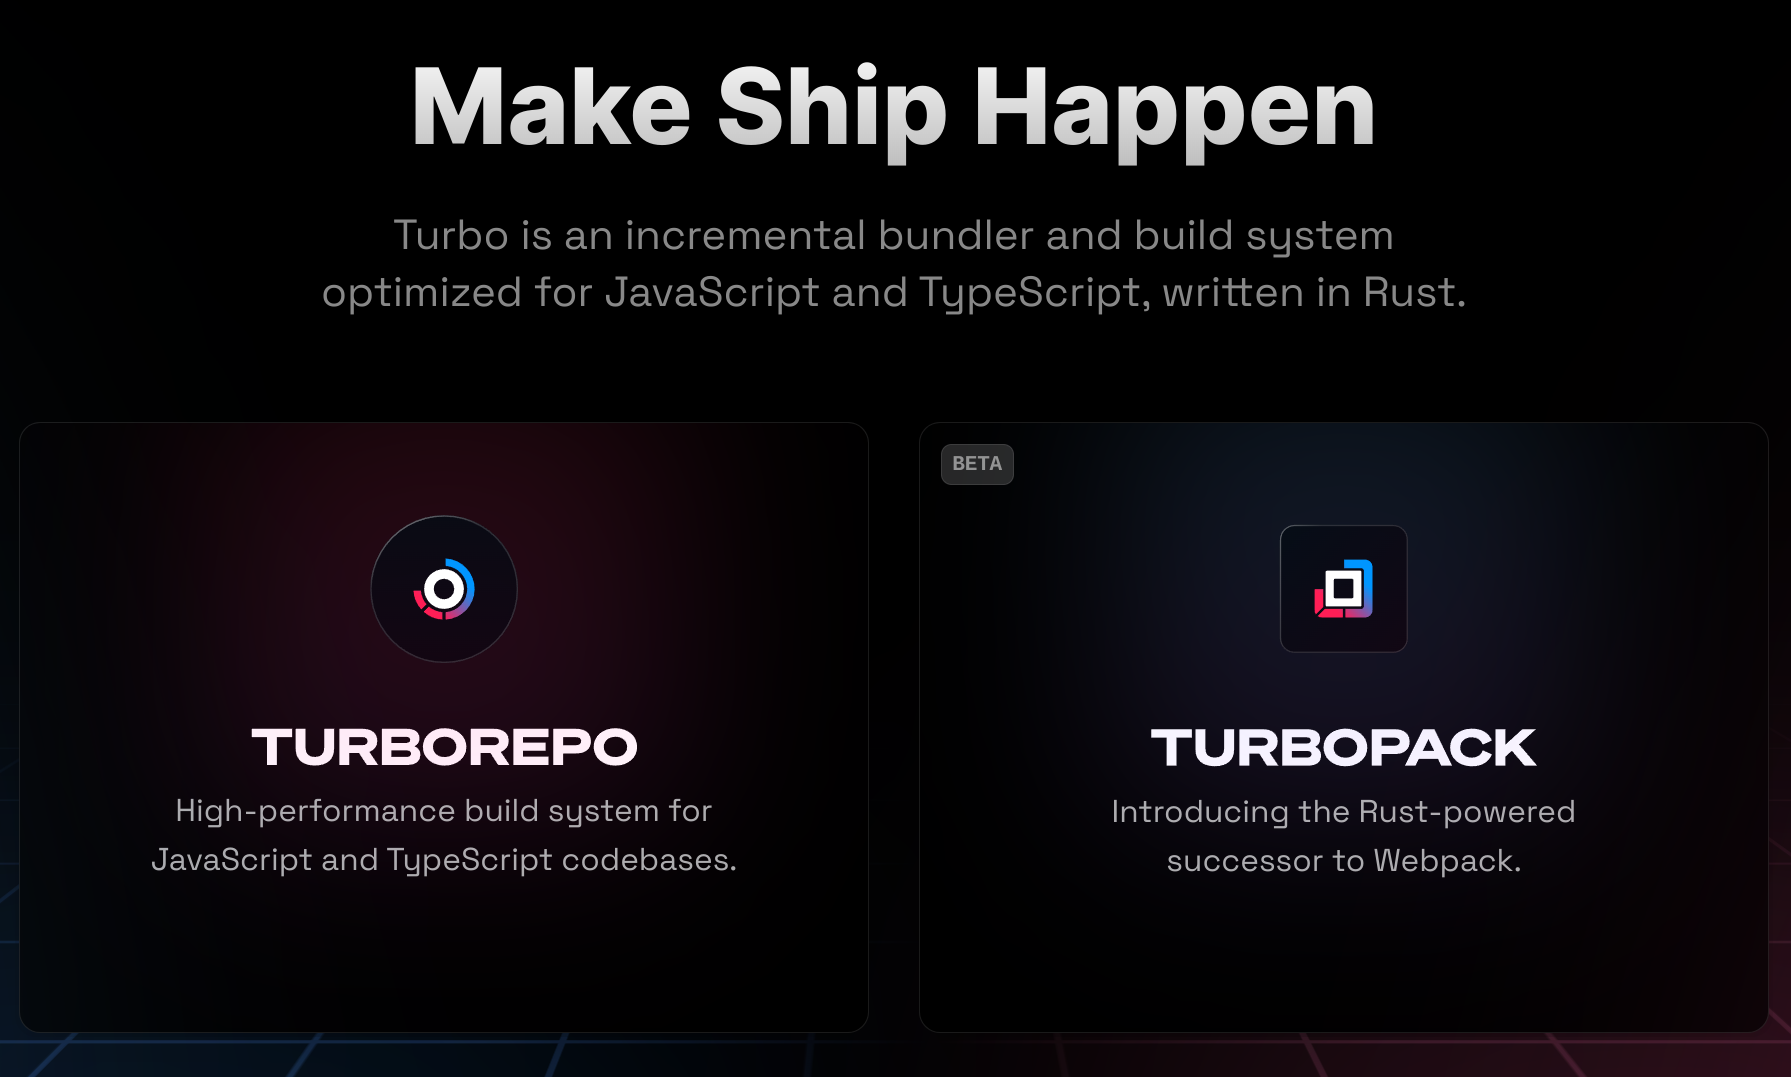 Make Ship Happen
Turbo is an incremental bundler and build system
optimized for JavaScript and TypeScript, written in Rust.
TURBOREPO
High-performance build system for
JavaScript and TypeScript codebases.
BETA
TURBOPACK
Introducing the Rust-powered
successor to Webpack.